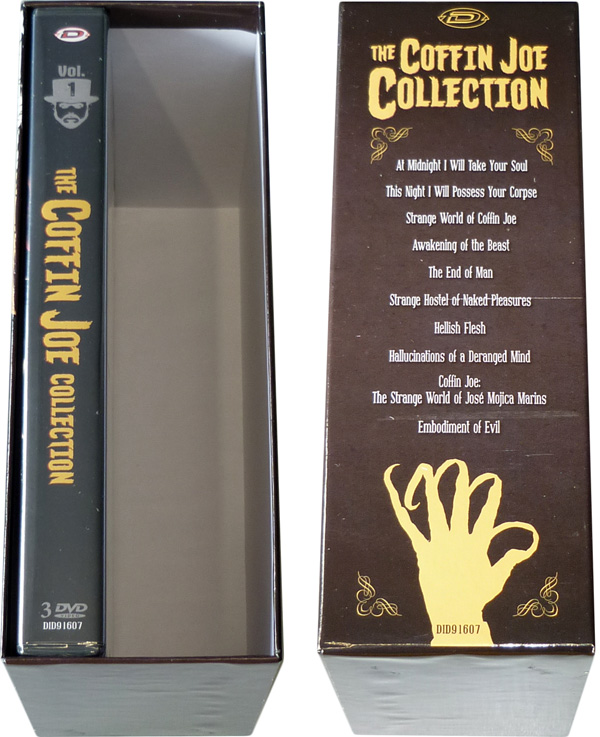 D
Vol.
1
THE COFFIN JOE COLLECTION
3 DVD
VIDEO
DID91607
D
THE COFFIN JOE
COLLECTION
At Midnight I Will Take Your Soul
This Night I Will Possess Your Corpse
Strange World of Coffin Joe
Awakening of the Beast
The End of Man
Strange Hostel of Naked Pleasures
Hellish Flesh
Hallucinations of a Deranged Mind
Coffin Joe:
The Strange World of José Mojica Marins
Embodiment of Evil
DID91607